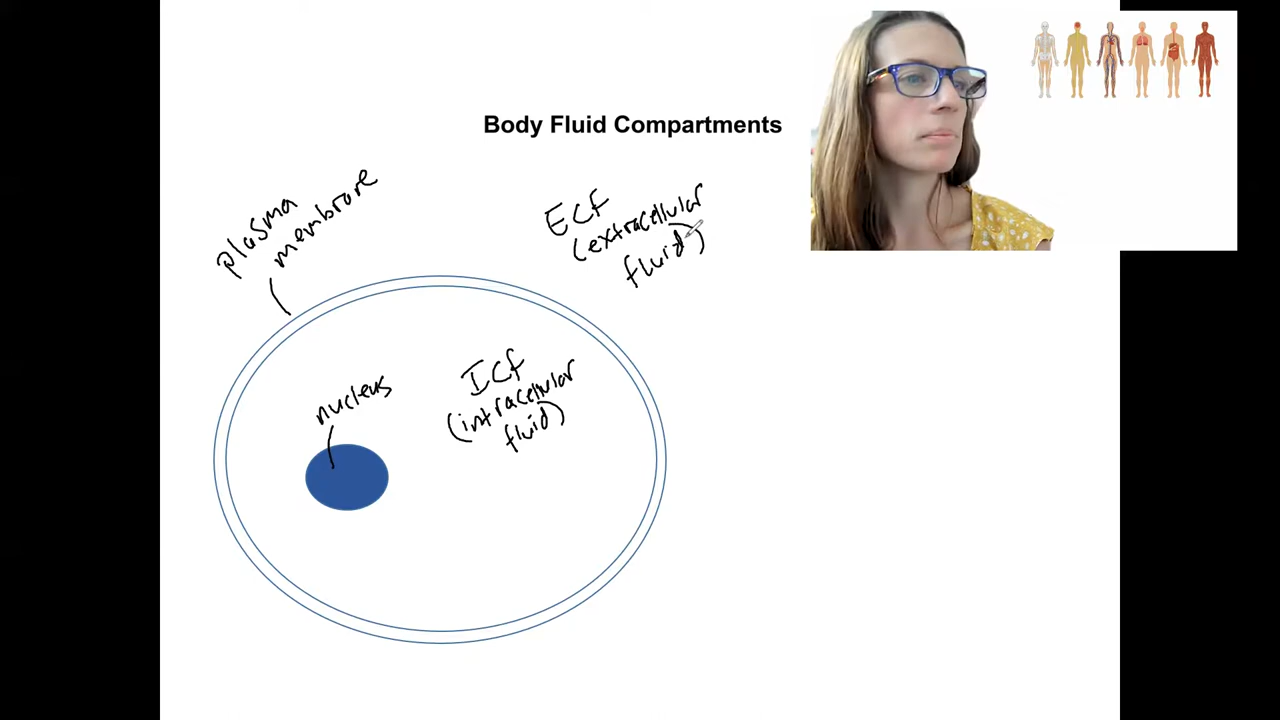 Body Fluid Compartments
plasma
membrane
ECF
(extracellular
fluid)
ICF
(intracellular
fluid)
nucleus